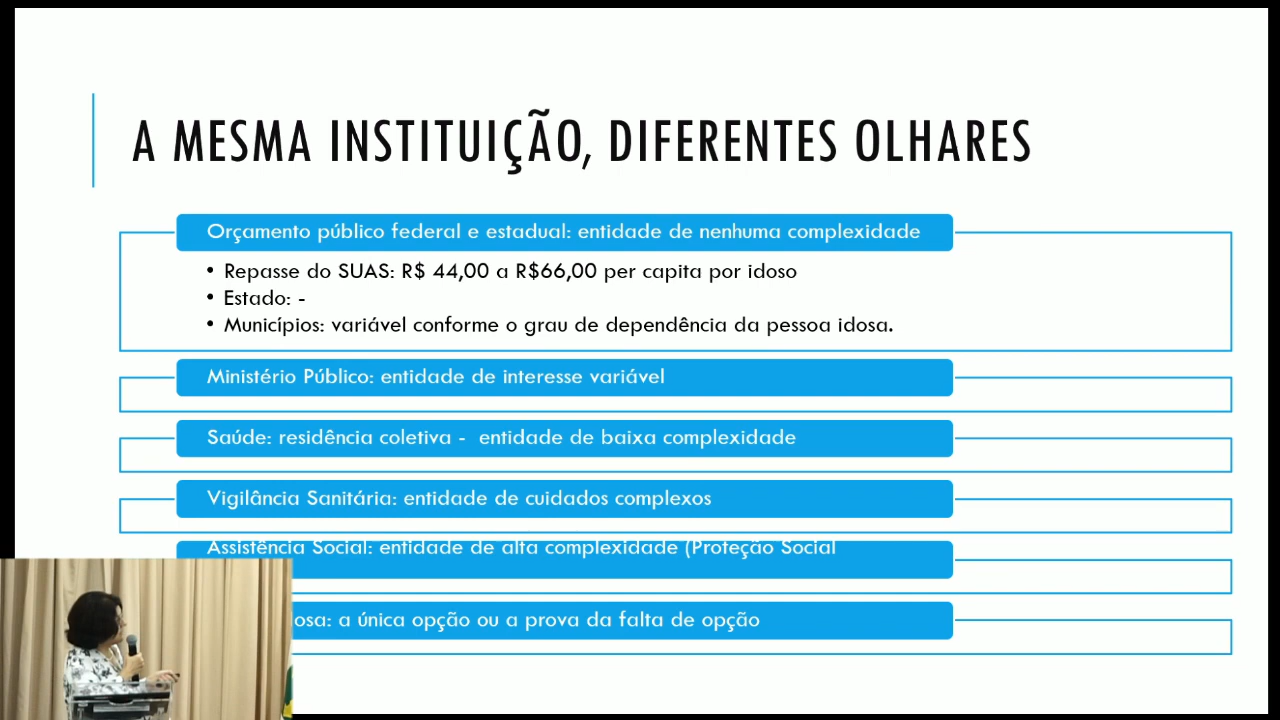 A MESMA INSTITUIÇÃO, DIFERENTES OLHARES
Orçamento público federal e estadual: entidade de nenhuma complexidade
• Repasse do SUAS: R$ 44,00 a R$66,00 per capita por idoso
• Estado: -
• Municípios: variável conforme o grau de dependência da pessoa idosa.
Ministério Público: entidade de interesse variável
Saúde: residência coletiva - entidade de baixa complexidade
Vigilância Sanitária: entidade de cuidados complexos
Assistência Social: entidade de alta complexidade (Proteção Social
a única opção ou a prova da falta de opção